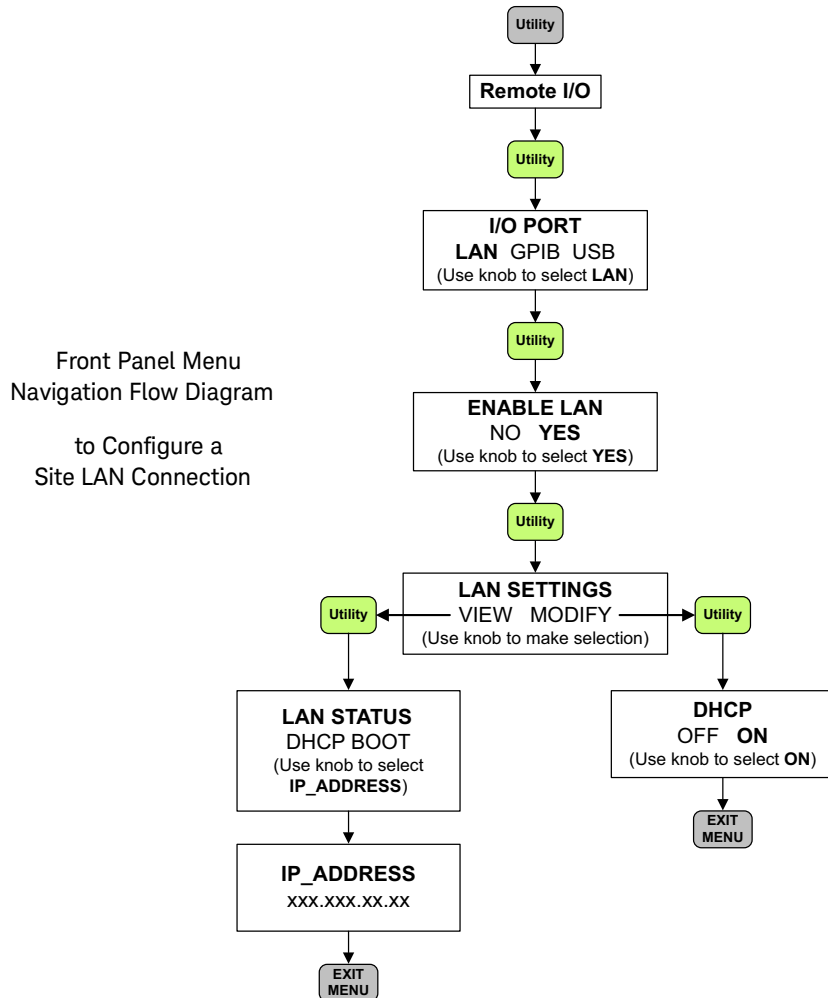 Utility
Remote I/O
Utility
I/O PORT
LAN GPIB USB
(Use knob to select LAN)
Utility
Front Panel Menu
Navigation Flow Diagram
to Configure a
Site LAN Connection
ENABLE LAN
NO YES
(Use knob to select YES)
Utility
LAN SETTINGS
VIEW MODIFY
(Use knob to make selection)
Utility
Utility
LAN STATUS
DHCP BOOT
(Use knob to select
IP_ADDRESS)
DHCP
OFF ON
(Use knob to select ON)
IP_ADDRESS
xxx.xxx.xx.xx
EXIT
MENU
EXIT
MENU